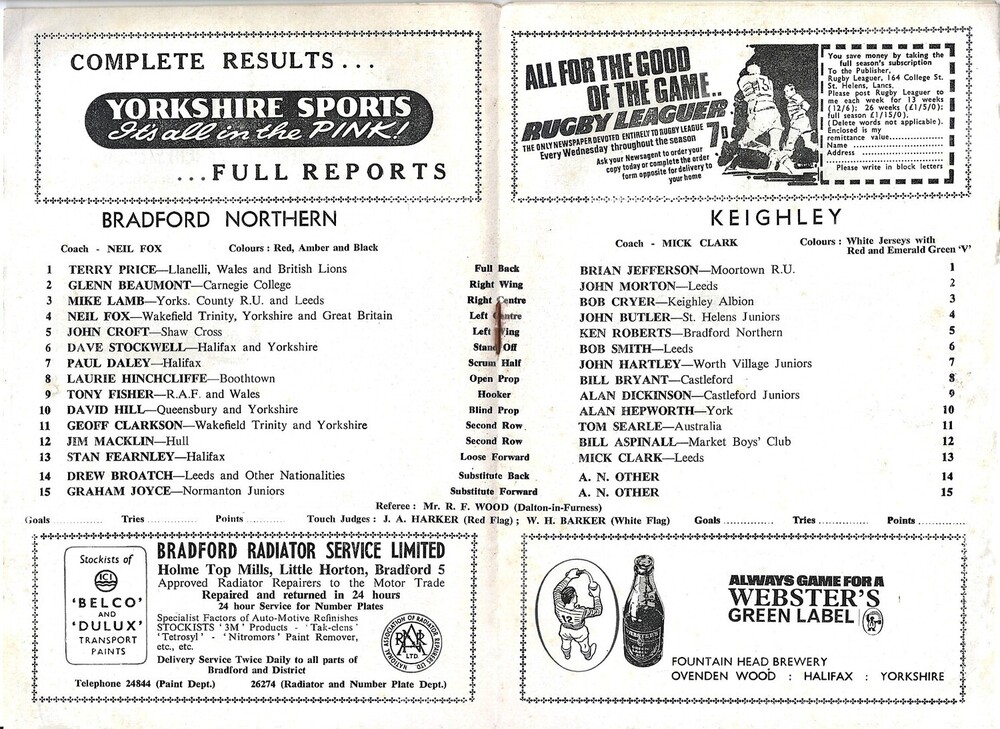 COMPLETE RESULTS . . .
YORKSHIRE SPORTS
It's all in the PINK!
. . . FULL REPORTS
ALL FOR THE GOOD
OF THE GAME..
RUGBY LEAGUER
7D
THE ONLY NEWSPAPER DEVOTED ENTIRELY TO RUGBY LEAGUE
Every Wednesday throughout the season
Ask your Newsagent to order your
copy today or complete the order
form opposite for delivery to
your home
You save money by taking the
full season's subscription
To the Publisher,
Rugby Leaguer, 164 College St.
St. Helens, Lancs.
Please post Rugby Leaguer to
me each week for 13 weeks
(12/6); 26 weeks (£1/5/0);
full season £1/15/0).
(Delete words not applicable).
Enclosed is my
remittance value................
Name ........................
Address ......................
Please write in block letters
BRADFORD NORTHERN
Coach - NEIL FOX Colours : Red, Amber and Black
KEIGHLEY
Coach - MICK CLARK Colours : White Jerseys with
Red and Emerald Green 'V'
1 TERRY PRICE—Llanelli, Wales and British Lions Full Back BRIAN JEFFERSON—Moortown R.U. 1
2 GLENN BEAUMONT—Carnegie College Right Wing JOHN MORTON—Leeds 2
3 MIKE LAMB—Yorks. County R.U. and Leeds Right Centre BOB CRYER—Keighley Albion 3
4 NEIL FOX—Wakefield Trinity, Yorkshire and Great Britain Left Centre JOHN BUTLER—St. Helens Juniors 4
5 JOHN CROFT—Shaw Cross Left Wing KEN ROBERTS—Bradford Northern 5
6 DAVE STOCKWELL—Halifax and Yorkshire Stand Off BOB SMITH—Leeds 6
7 PAUL DALEY—Halifax Scrum Half JOHN HARTLEY—Worth Village Juniors 7
8 LAURIE HINCHCLIFFE—Boothtown Open Prop BILL BRYANT—Castleford 8
9 TONY FISHER—R.A.F. and Wales Hooker ALAN DICKINSON—Castleford Juniors 9
10 DAVID HILL—Queensbury and Yorkshire Blind Prop ALAN HEPWORTH—York 10
11 GEOFF CLARKSON—Wakefield Trinity and Yorkshire Second Row TOM SEARLE—Australia 11
12 JIM MACKLIN—Hull Second Row BILL ASPINALL—Market Boys' Club 12
13 STAN FEARNLEY—Halifax Loose Forward MICK CLARK—Leeds 13
14 DREW BROATCH—Leeds and Other Nationalities Substitute Back A. N. OTHER 14
15 GRAHAM JOYCE—Normanton Juniors Substitute Forward A. N. OTHER 15
Referee : Mr. R. F. WOOD (Dalton-in-Furness)
Goals .............. Tries .............. Points ............ Touch Judges : J. A. HARKER (Red Flag) ; W. H. BARKER (White Flag) Goals .............. Tries .............. Points ..............
Stockists of
ICI
'BELCO'
AND
'DULUX'
TRANSPORT
PAINTS
BRADFORD RADIATOR SERVICE LIMITED
Holme Top Mills, Little Horton, Bradford 5
Approved Radiator Repairers to the Motor Trade
Repaired and returned in 24 hours
24 hour Service for Number Plates
Specialist Factors of Auto-Motive Refinishes
STOCKISTS '3M' Products - 'Tak-clens'
'Tetrosyl' - 'Nitromors' Paint Remover,
etc., etc.
Delivery Service Twice Daily to all parts of
Bradford and District
NATIONAL ASSOCIATION OF RADIATOR REPAIRERS LTD
NARR
LTD.
Telephone 24844 (Paint Dept.) 26274 (Radiator and Number Plate Dept.)
12
WEBSTER'S
ALWAYS GAME FOR A
WEBSTER'S
GREEN LABEL
FOUNTAIN HEAD BREWERY
OVENDEN WOOD : HALIFAX : YORKSHIRE